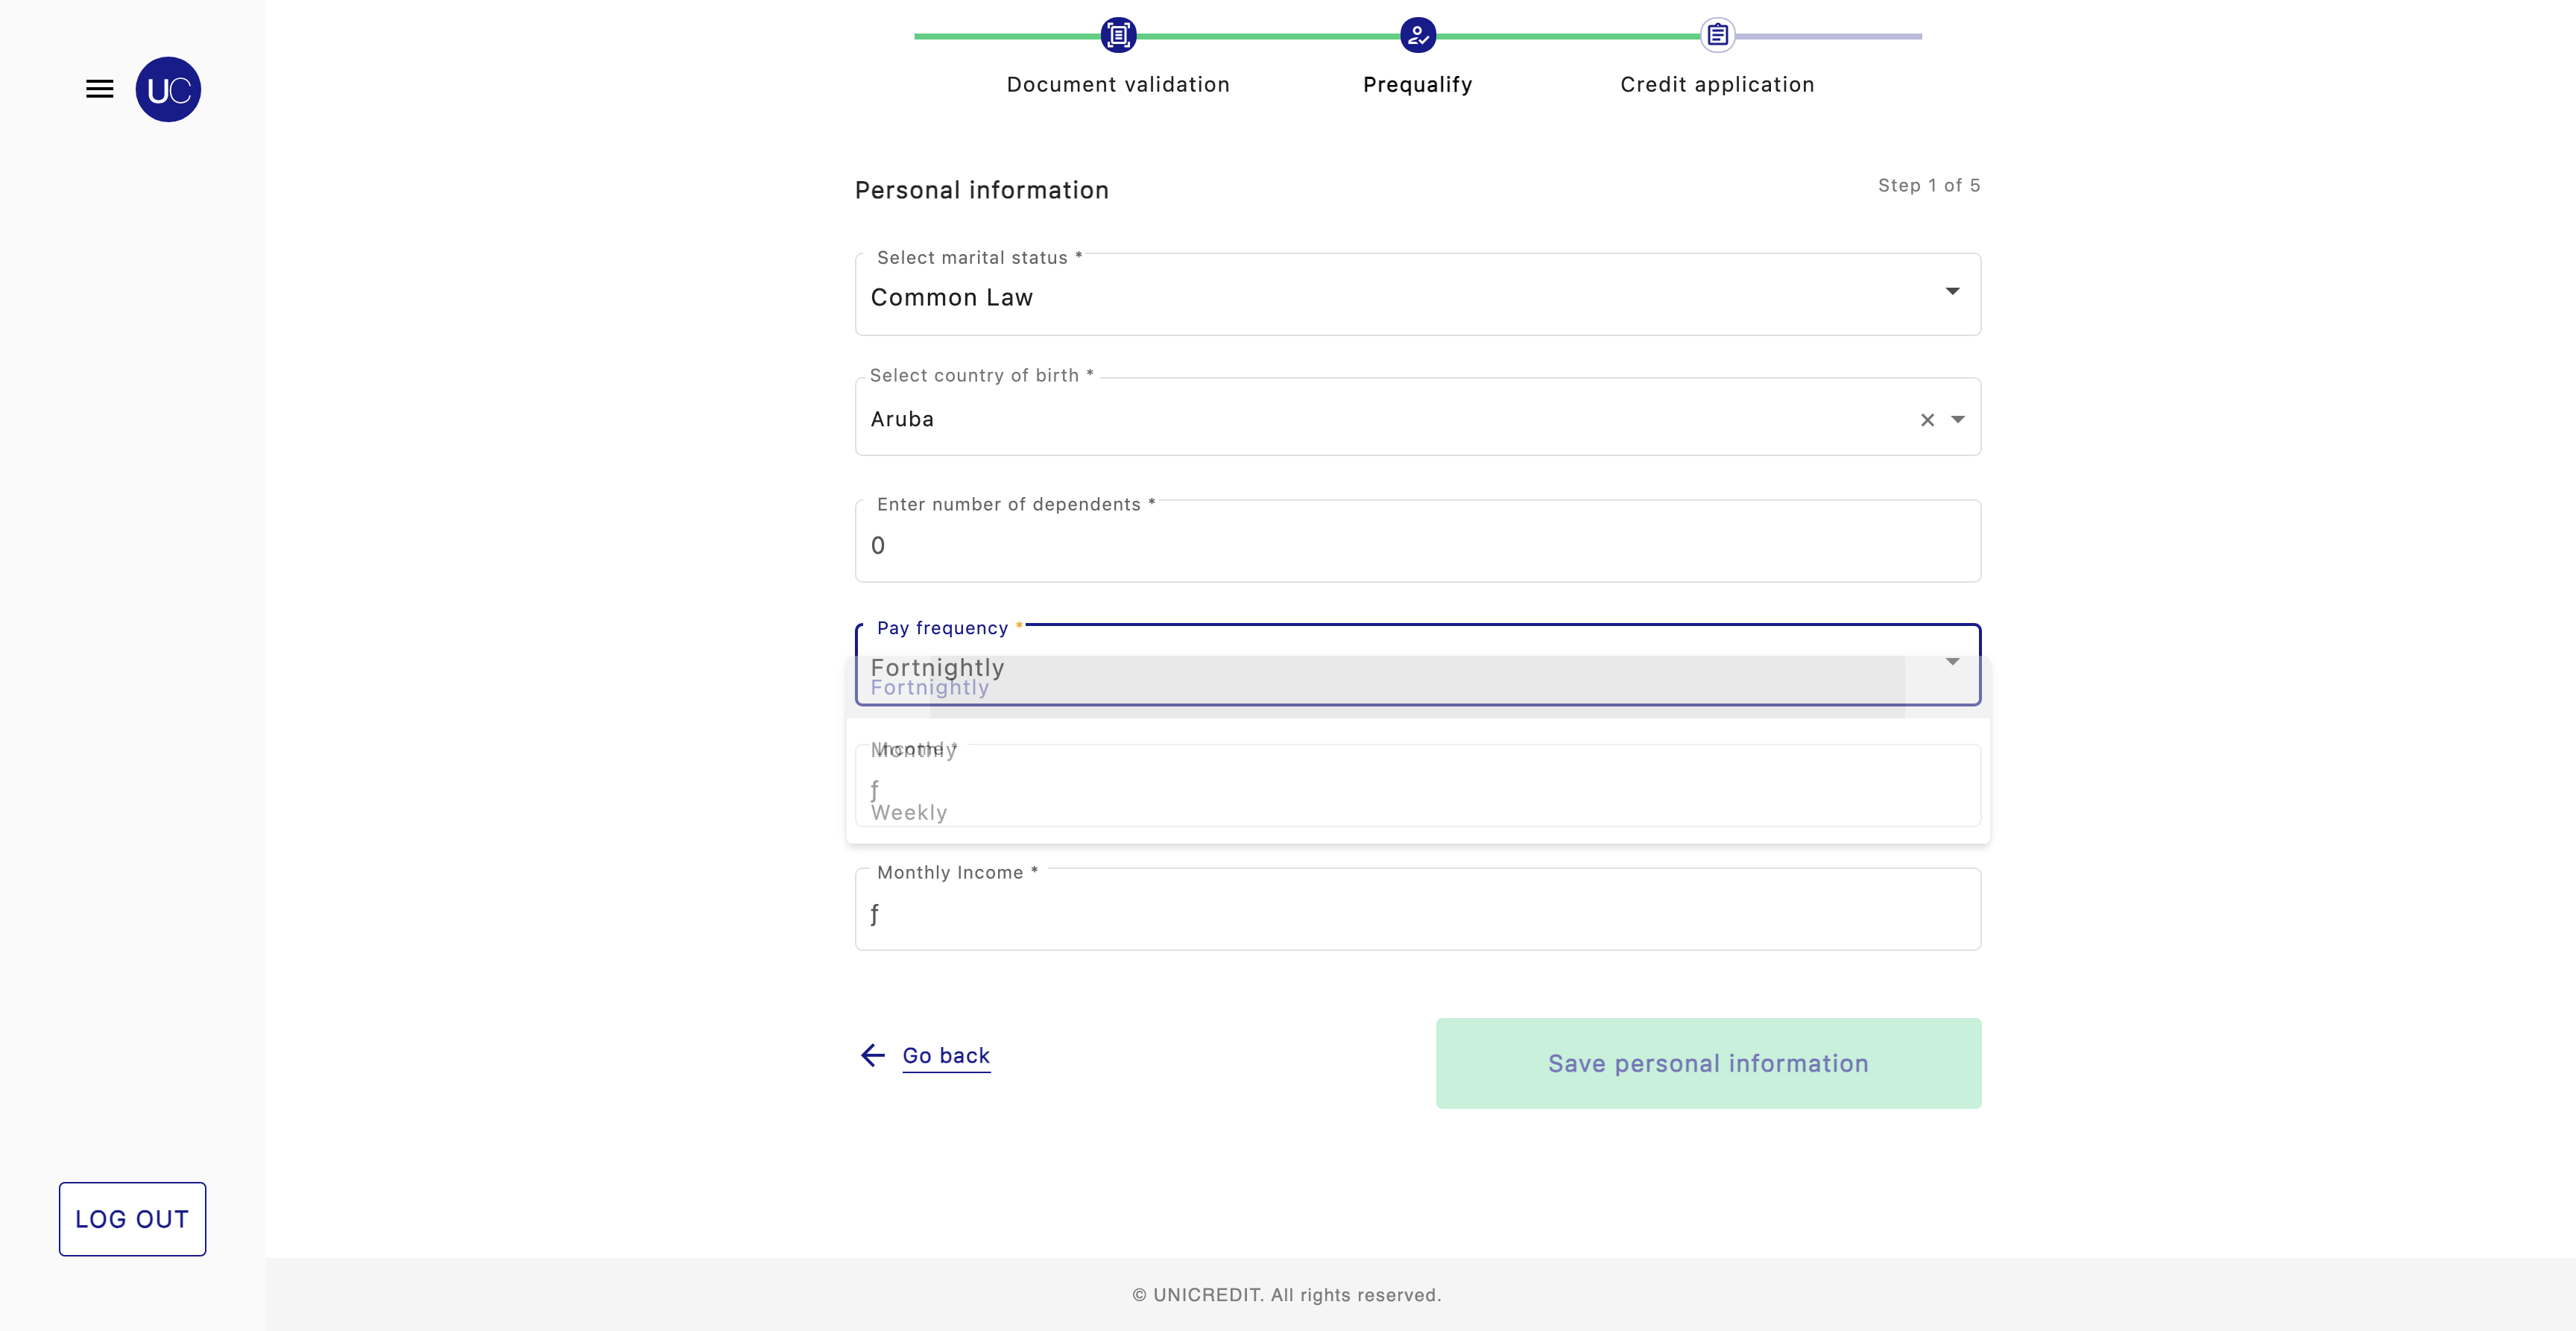 UC
Document validation
Prequalify
Credit application
Personal information
Step 1 of 5
Select marital status *
Common Law
Select country of birth *
Aruba
Enter number of dependents *
0
Pay frequency *
Fortnightly
Fortnightly
Income *
Monthly
ƒ
Weekly
Monthly Income *
ƒ
Go back
Save personal information
LOG OUT
© UNICREDIT. All rights reserved.